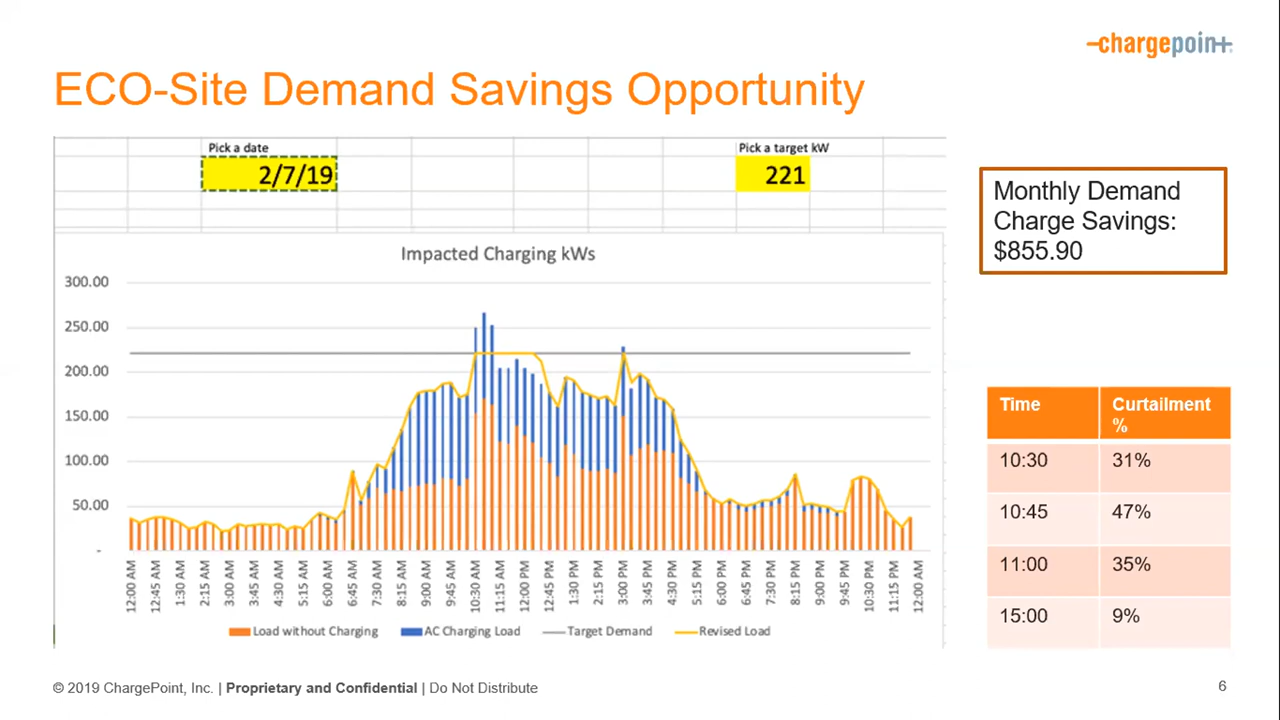 chargepoin+
ECO-Site Demand Savings Opportunity
Pick a date
Pick a target kW
2/7/19
221
Monthly Demand
Charge Savings:
$855.90
Impacted Charging kWs
300.00
250.00
200.00
150.00
100.00
50.00
-
12:00 AM
12:45 AM
1:30 AM
2:15 AM
3:00 AM
3:45 AM
4:30 AM
5:15 AM
6:00 AM
6:45 AM
7:30 AM
8:15 AM
9:00 AM
9:45 AM
10:30 AM
11:15 AM
12:00 PM
12:45 PM
1:30 PM
2:15 PM
3:00 PM
3:45 PM
4:30 PM
5:15 PM
6:00 PM
6:45 PM
7:30 PM
8:15 PM
9:00 PM
9:45 PM
10:30 PM
11:15 PM
12:00 AM
Load without Charging AC Charging Load Target Demand Revised Load
Time Curtailment %
10:30 31%
10:45 47%
11:00 35%
15:00 9%
© 2019 ChargePoint, Inc. | Proprietary and Confidential | Do Not Distribute
6